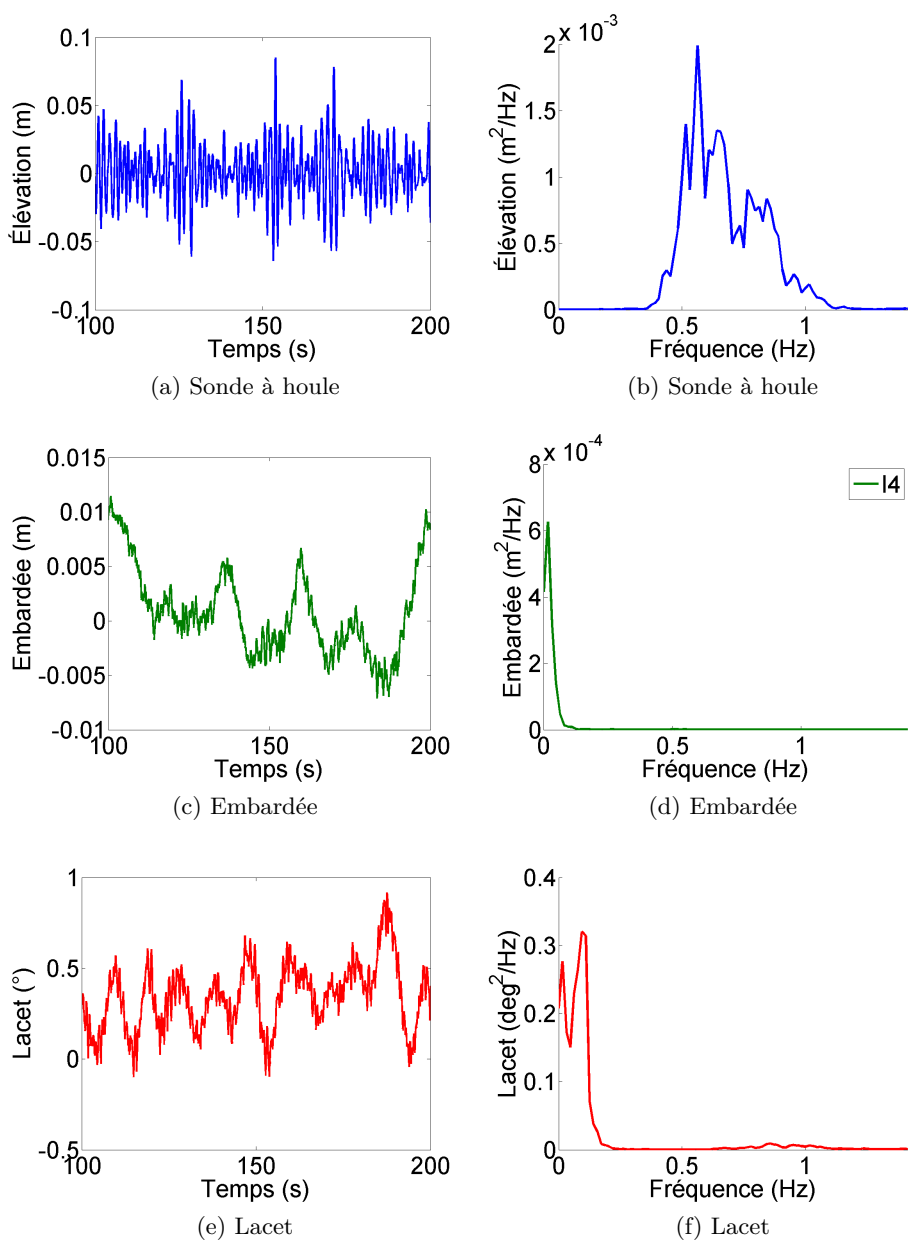 0.1
0.05
0
-0.05
-0.1
100
150
200
Élévation (m)
Temps (s)
(a) Sonde à houle
2 x 10^-3
1.5
1
0.5
0
0
0.5
1
Élévation (m^2/Hz)
Fréquence (Hz)
(b) Sonde à houle
0.015
0.01
0.005
0
-0.005
-0.01
100
150
200
Embardée (m)
Temps (s)
(c) Embardée
8 x 10^-4
6
4
2
0
0
0.5
1
I4
Embardée (m^2/Hz)
Fréquence (Hz)
(d) Embardée
1
0.5
0
-0.5
100
150
200
Lacet (°)
Temps (s)
(e) Lacet
0.4
0.3
0.2
0.1
0
0
0.5
1
Lacet (deg^2/Hz)
Fréquence (Hz)
(f) Lacet